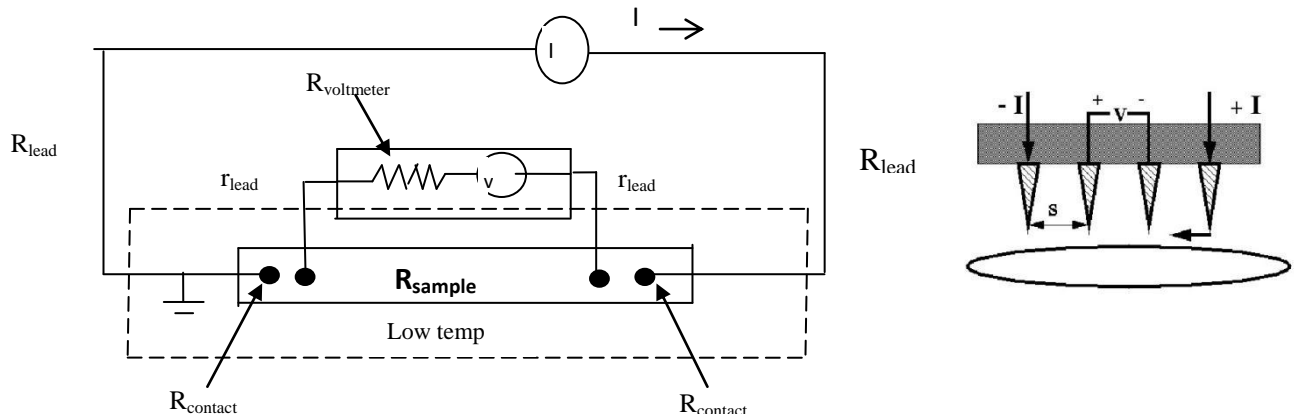 I
I
R_voltmeter
R_lead
r_lead
v
r_lead
R_sample
Low temp
R_contact
R_contact
- I
+ v -
+ I
R_lead
s